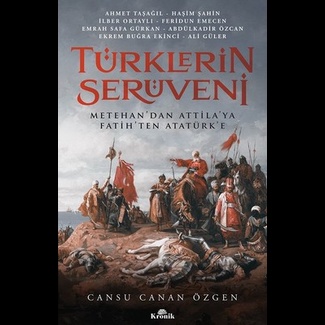 AHMET TAŞAĞIL - HAŞİM ŞAHİN
İLBER ORTAYLI - FERİDUN EMECEN
EMRAH SAFA GÜRKAN - ABDÜLKADİR ÖZCAN
EKREM BUĞRA EKİNCİ - ALİ GÜLER
TÜRKLERİN
SERÜVENİ
METEHAN'DAN ATTİLA'YA
FATİH'TEN ATATÜRK'E
CANSU CANAN ÖZGEN
Kronik